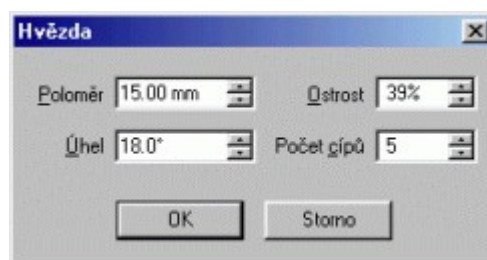 Hvězda
Poloměr 15.00 mm Ostrost 39%
Úhel 18.0° Počet cípů 5
OK Storno